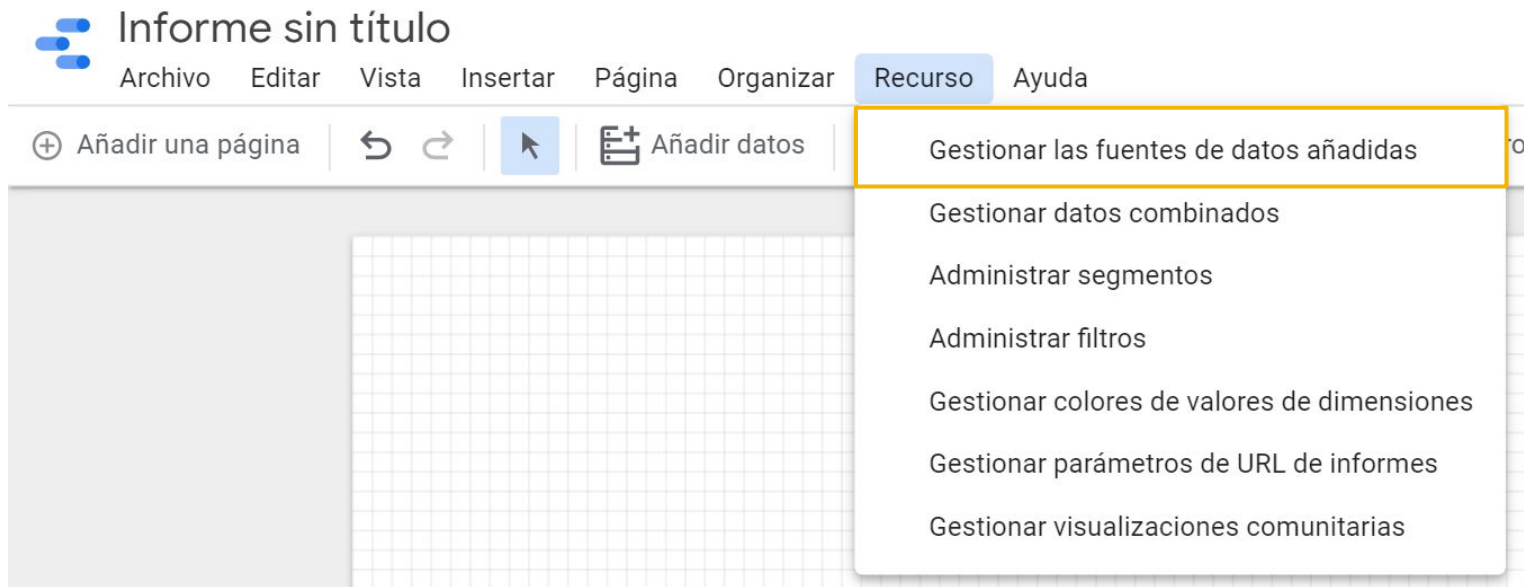 Informe sin título
Archivo Editar Vista Insertar Página Organizar Recurso Ayuda
Añadir una página Añadir datos
Gestionar las fuentes de datos añadidas
Gestionar datos combinados
Administrar segmentos
Administrar filtros
Gestionar colores de valores de dimensiones
Gestionar parámetros de URL de informes
Gestionar visualizaciones comunitarias